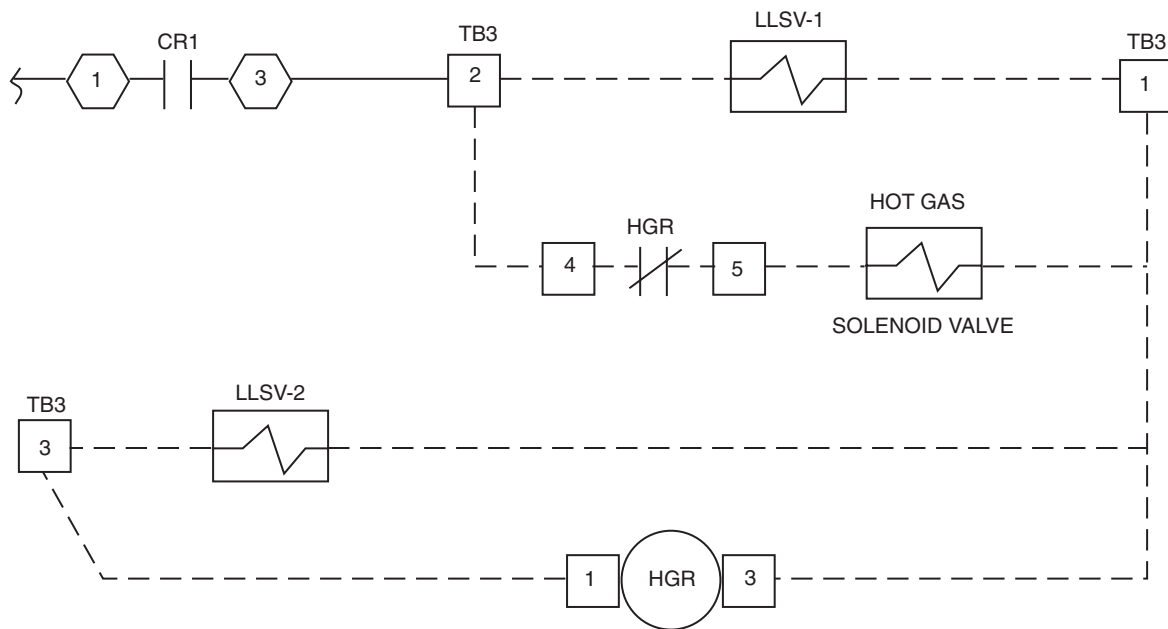 CR1
TB3
LLSV-1
TB3
1
3
2
1
HGR
HOT GAS
4
5
SOLENOID VALVE
TB3
LLSV-2
3
1
HGR
3